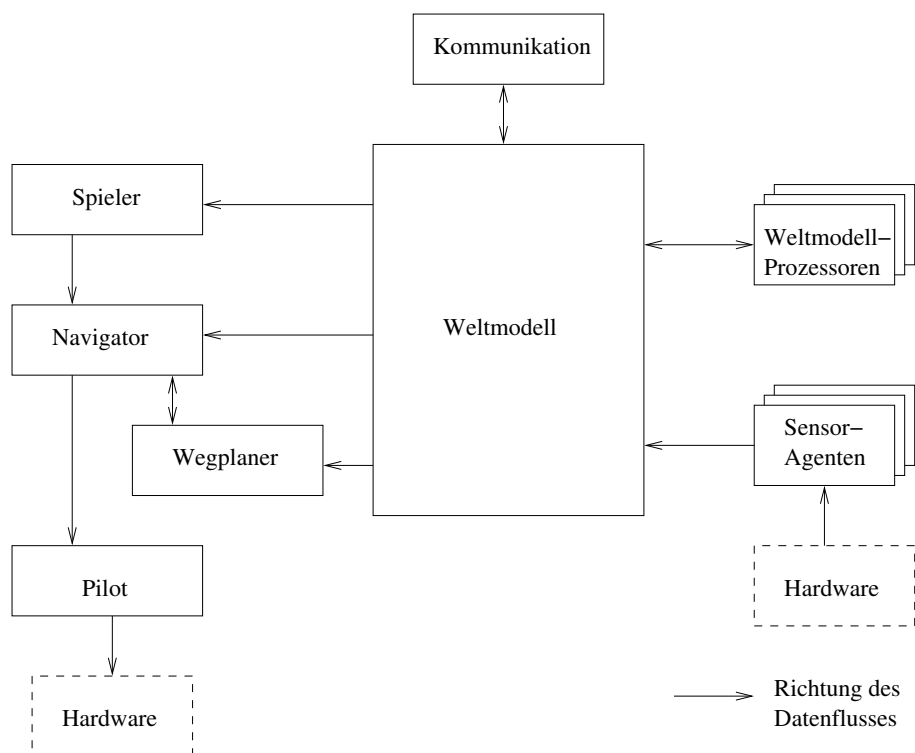 Kommunikation
Spieler
Weltmodell–
Prozessoren
Navigator
Weltmodell
Wegplaner
Sensor–
Agenten
Pilot
Hardware
Hardware
Richtung des
Datenflusses